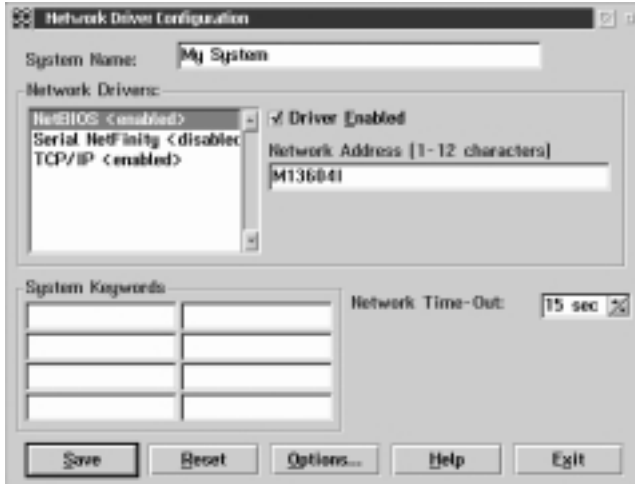 Network Driver Configuration
System Name: My System
Network Drivers:
NetBIOS <enabled>
Serial NetFinity <disabled
TCP/IP <enabled>
Driver Enabled
Network Address (1-12 characters)
M13604I
System Keywords
Network Time-Out: 15 sec
Save Reset Options... Help Exit